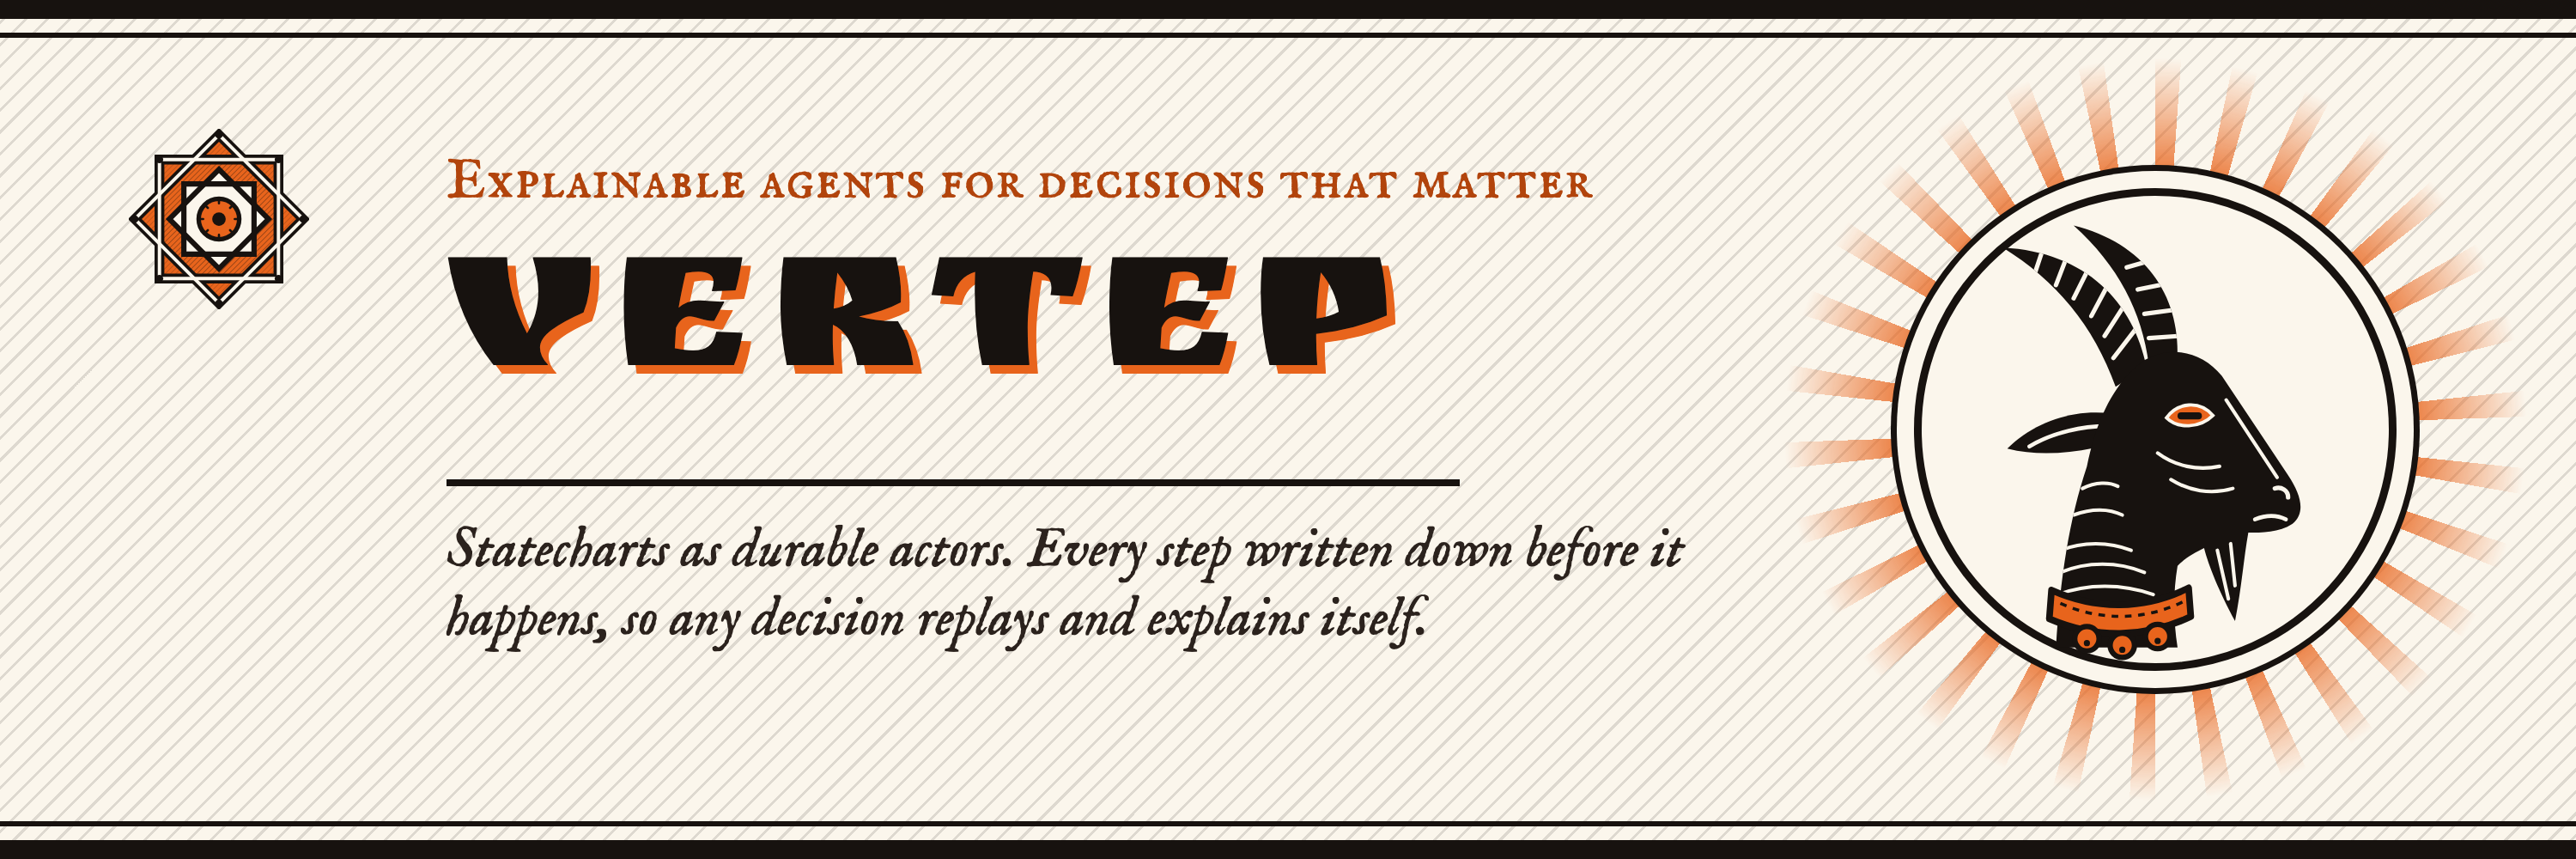 Explainable agents for decisions that matter
VERTEP
Statecharts as durable actors. Every step written down before it
happens, so any decision replays and explains itself.